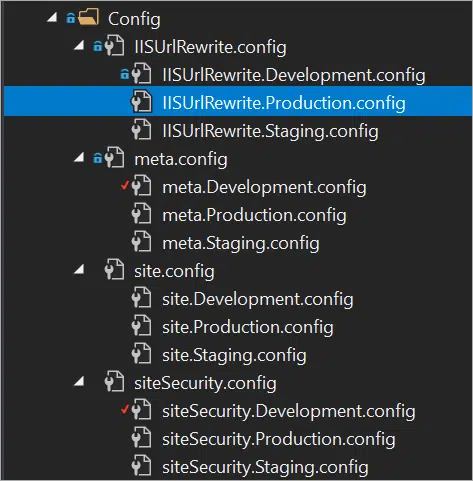 Config
IISUrlRewrite.config
IISUrlRewrite.Development.config
IISUrlRewrite.Production.config
IISUrlRewrite.Staging.config
meta.config
meta.Development.config
meta.Production.config
meta.Staging.config
site.config
site.Development.config
site.Production.config
site.Staging.config
siteSecurity.config
siteSecurity.Development.config
siteSecurity.Production.config
siteSecurity.Staging.config